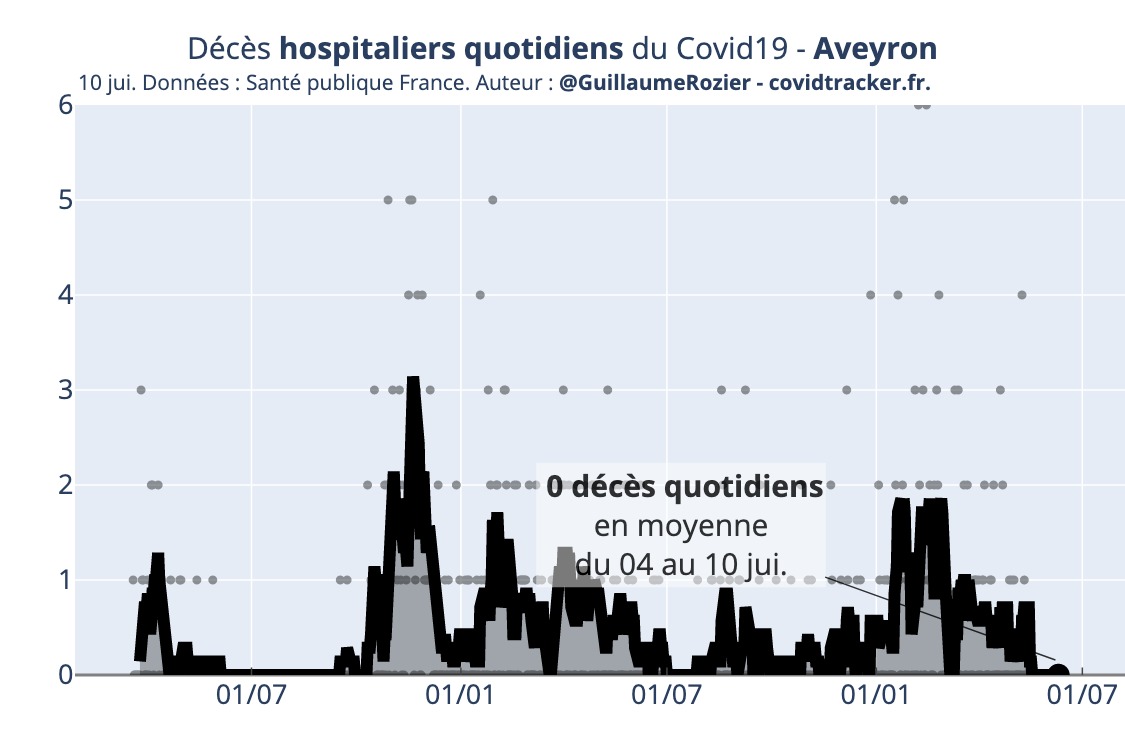 Décès hospitaliers quotidiens du Covid19 - Aveyron
10 jui. Données : Santé publique France. Auteur : @GuillaumeRozier - covidtracker.fr.
6
5
4
3
2
1
0
0 décès quotidiens
en moyenne
du 04 au 10 jui.
01/07 01/01 01/07 01/01 01/07